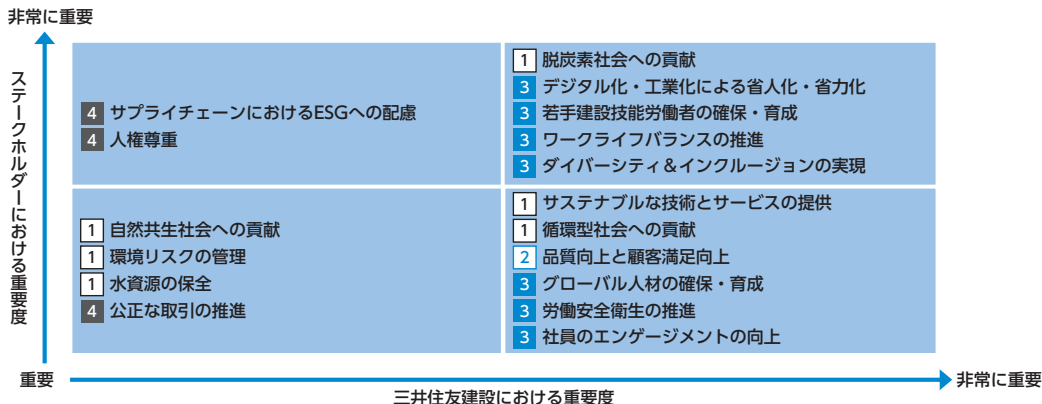 非常に重要
ステークホルダーにおける重要度
4 サプライチェーンにおけるESGへの配慮
4 人権尊重
1 脱炭素社会への貢献
3 デジタル化・工業化による省人化・省力化
3 若手建設技能労働者の確保・育成
3 ワークライフバランスの推進
3 ダイバーシティ＆インクルージョンの実現
1 自然共生社会への貢献
1 環境リスクの管理
1 水資源の保全
4 公正な取引の推進
1 サステナブルな技術とサービスの提供
1 循環型社会への貢献
2 品質向上と顧客満足向上
3 グローバル人材の確保・育成
3 労働安全衛生の推進
3 社員のエンゲージメントの向上
重要
非常に重要
三井住友建設における重要度